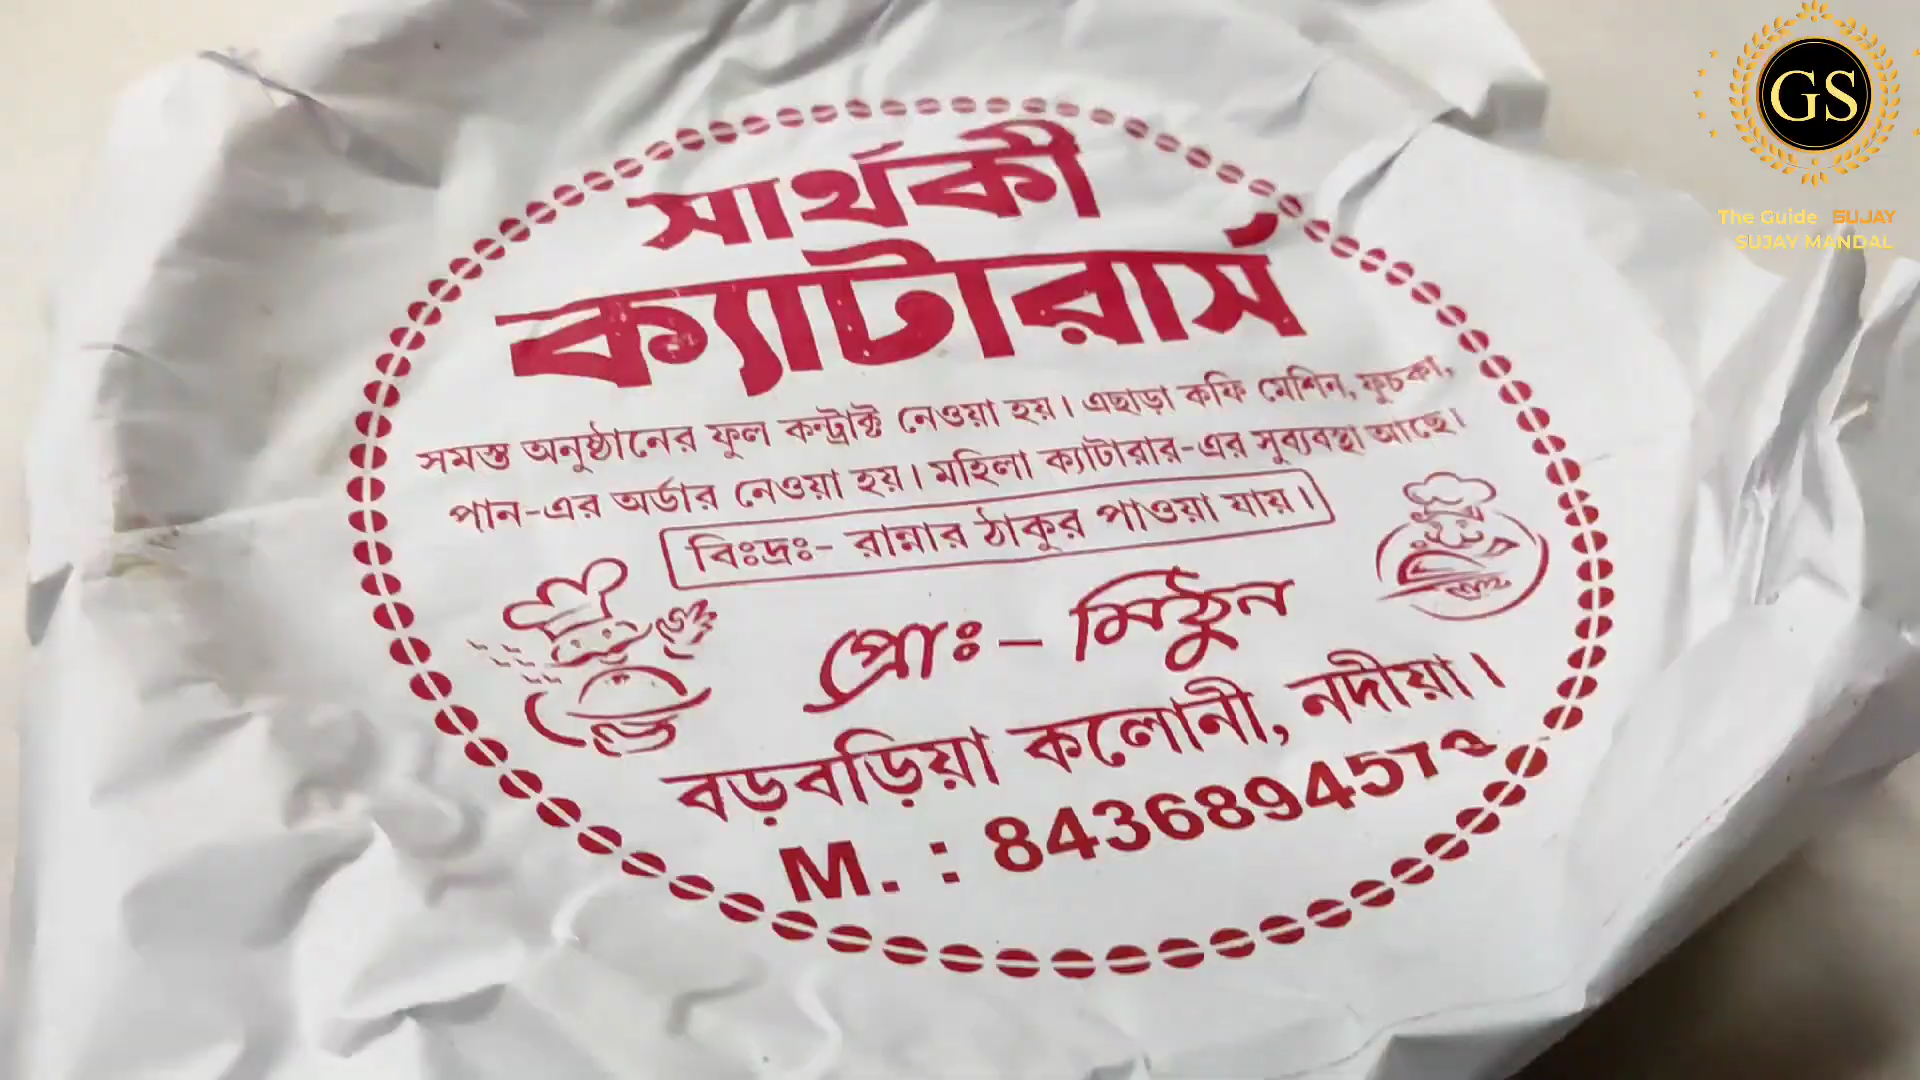 সার্থকী
ক্যাটারার্স
সমস্ত অনুষ্ঠানের ফুল কন্ট্রাক্ট নেওয়া হয়। এছাড়া কফি মেশিন, ফুচকা,
পান-এর অর্ডার নেওয়া হয়। মহিলা ক্যাটারার-এর সুব্যবস্থা আছে।
বিঃদ্রঃ- রান্নার ঠাকুর পাওয়া যায়।
প্রোঃ- মিঠুন
বড়বড়িয়া কলোনী, নদীয়া।
M. :
GS
The Guide SUJAY
SUJAY MANDAL